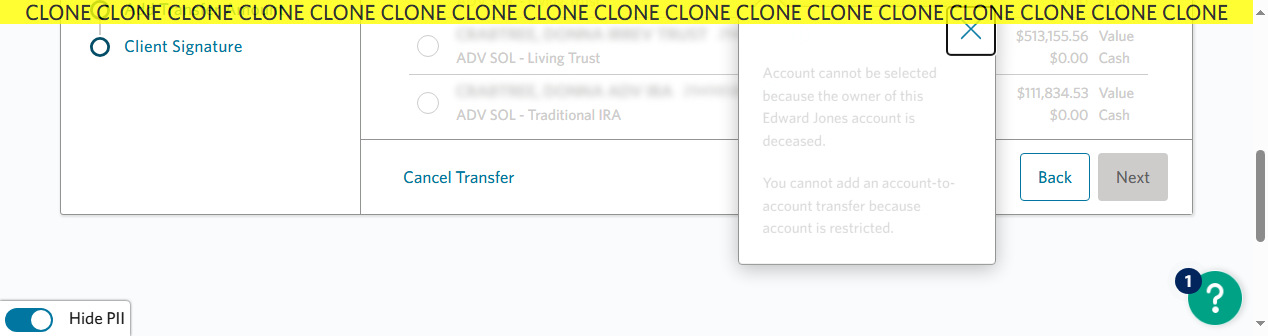 CLONE CLONE CLONE CLONE CLONE CLONE CLONE CLONE CLONE CLONE CLONE CLONE CLONE CLONE CLONE CLONE CLONE
Client Signature
$513,155.56 Value
ADV SOL - Living Trust
$0.00 Cash
$111,834.53 Value
ADV SOL - Traditional IRA
$0.00 Cash
Account cannot be selected
because the owner of this
Edward Jones account is
deceased.
You cannot add an account-to-
account transfer because
account is restricted.
Cancel Transfer
Back
Next
1
?
Hide PII